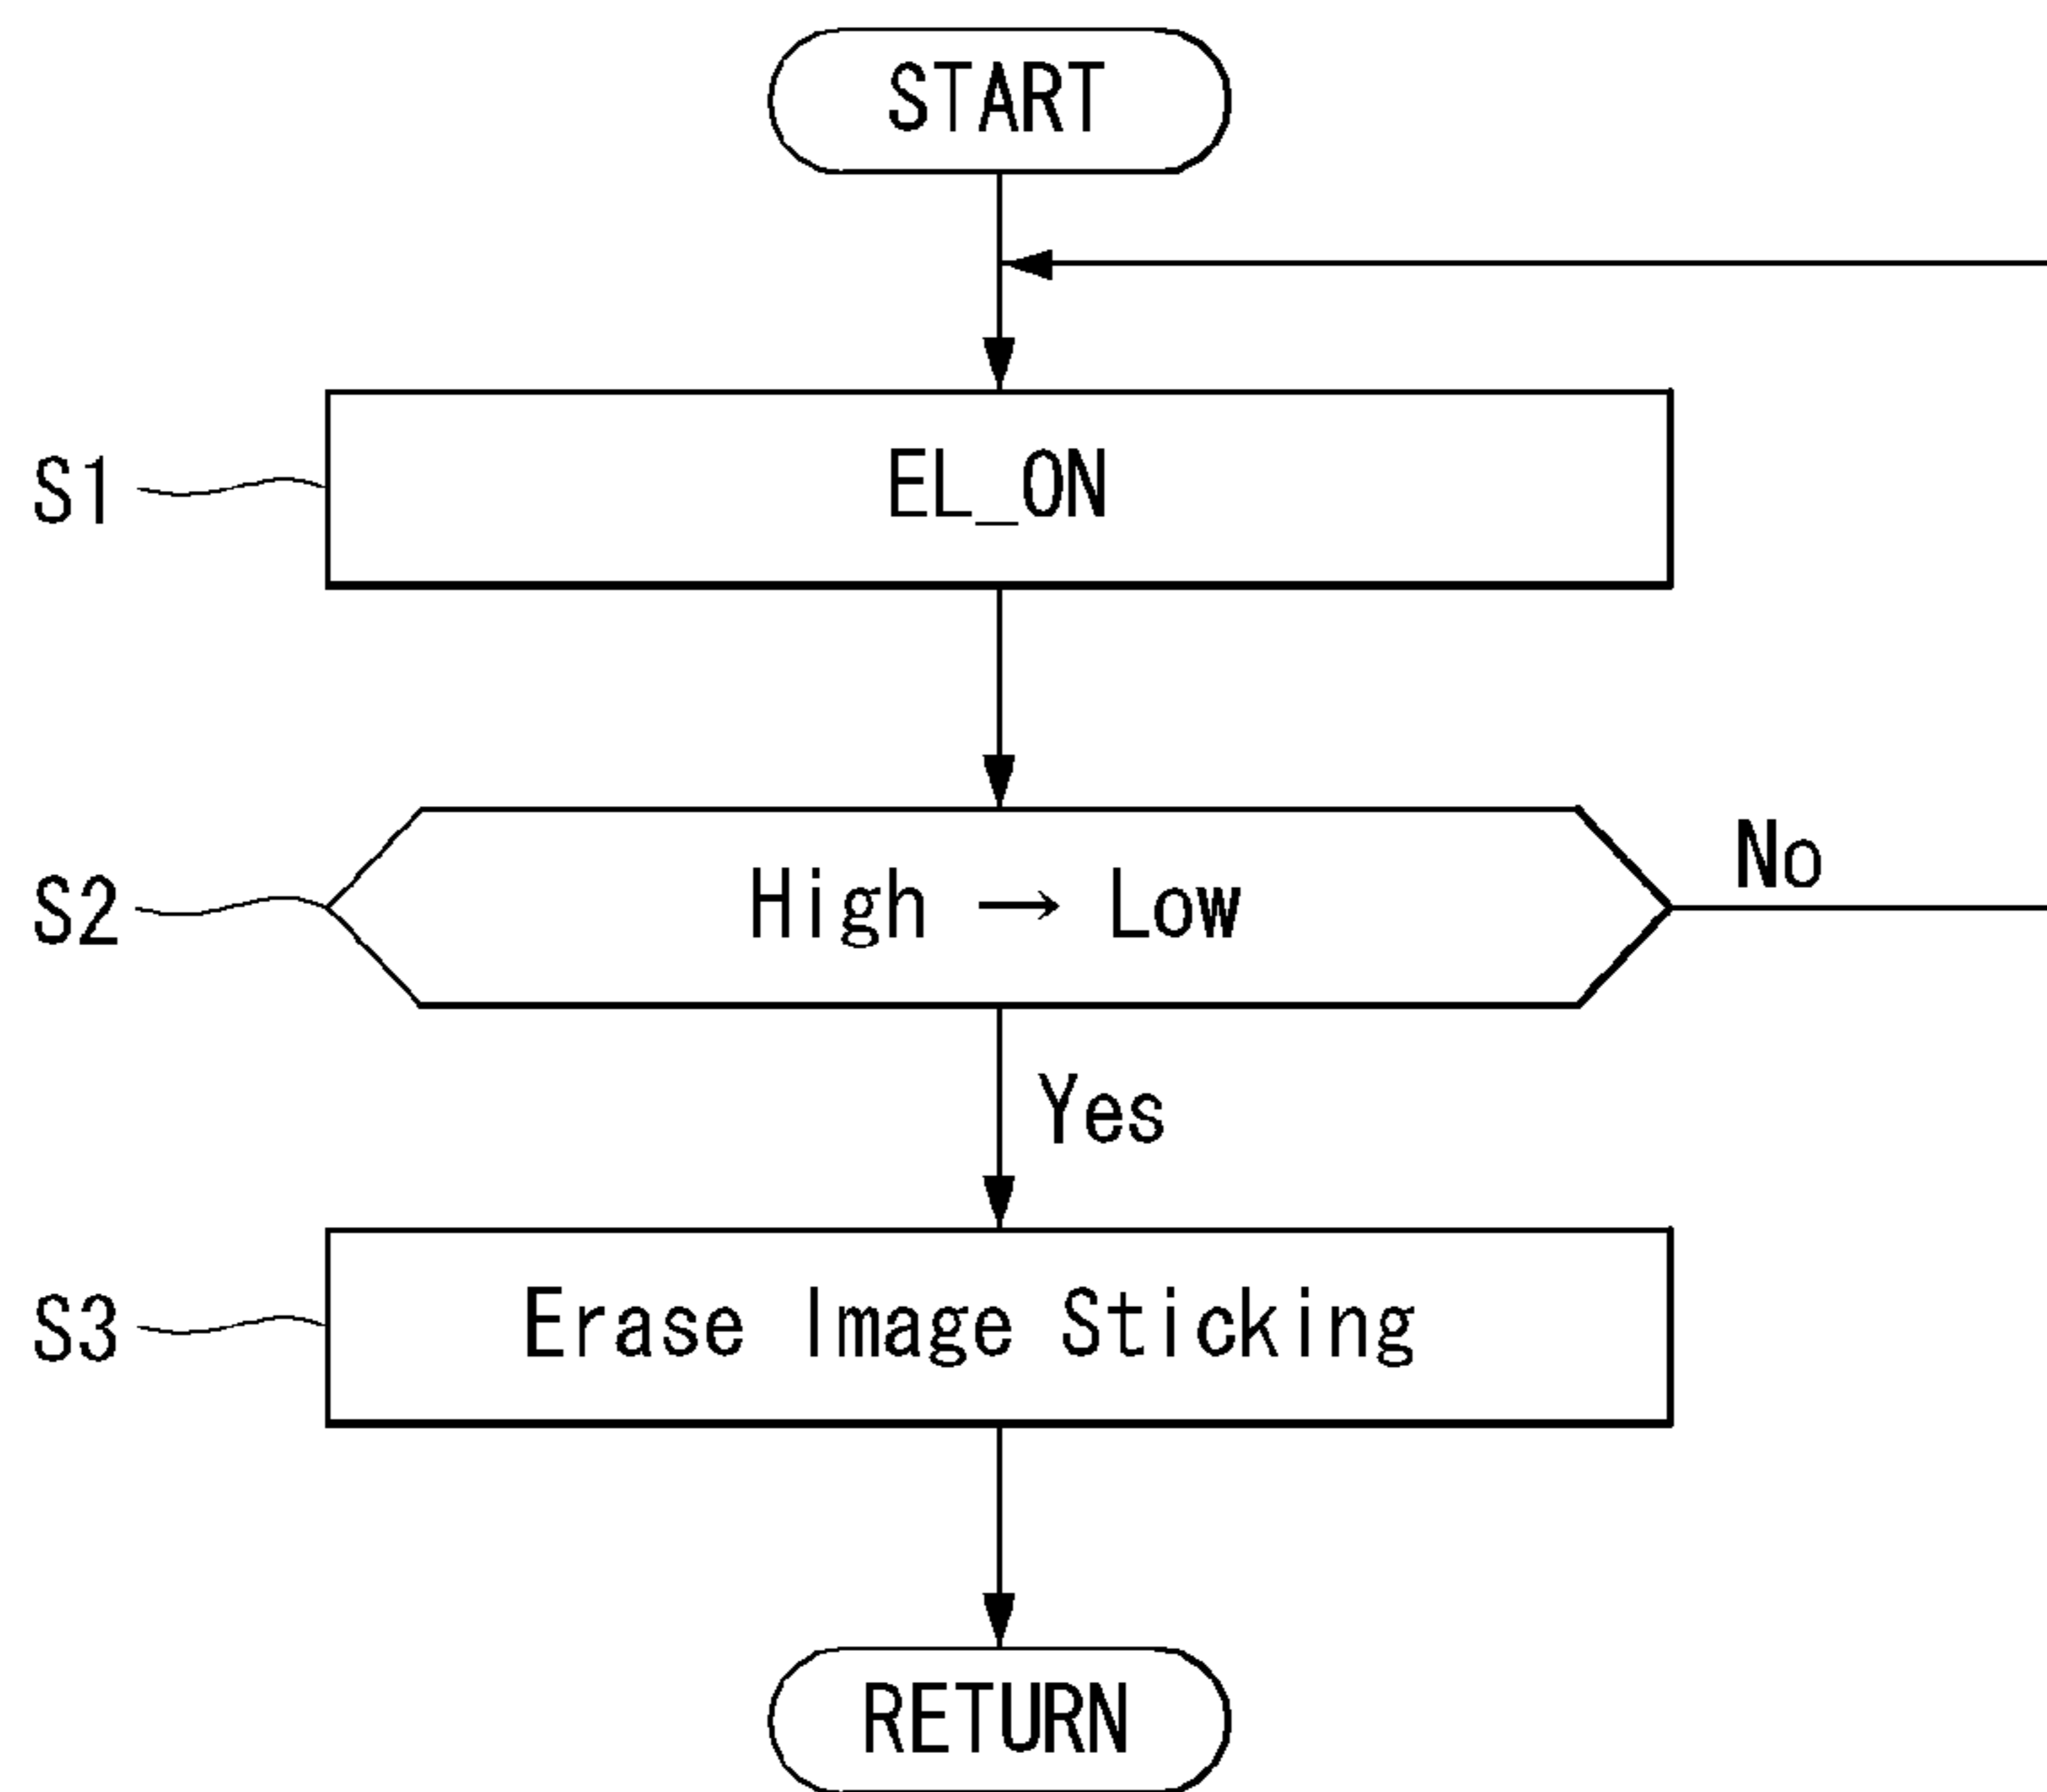 START
S1
EL_ON
S2
High → Low
No
Yes
S3
Erase Image Sticking
RETURN